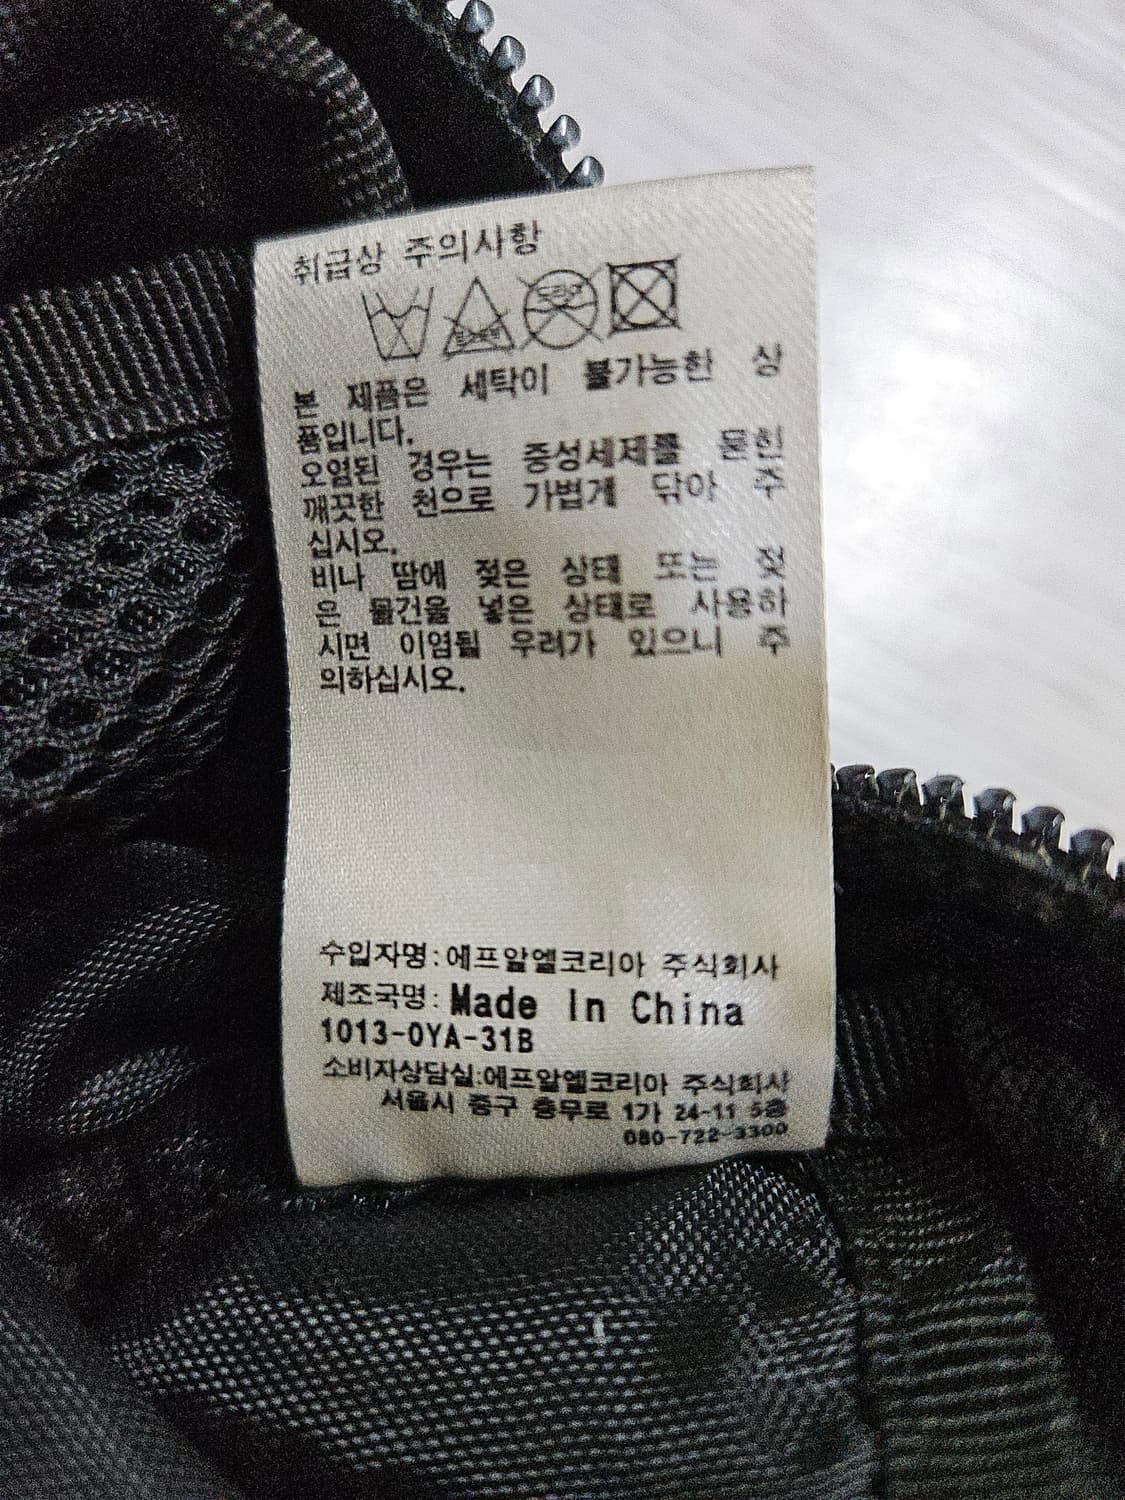 취급상 주의사항
드라이
본 제품은 세탁이 불가능한 상
품입니다.
오염된 경우는 중성세제를 묻힌
깨끗한 천으로 가볍게 닦아 주
십시오.
비나 땀에 젖은 상태 또는 젖
은 물건을 넣은 상태로 사용하
시면 이염될 우려가 있으니 주
의하십시오.
수입자명:에프알엘코리아 주식회사
제조국명: Made In China
1013-0YA-31B
소비자상담실:에프알엘코리아 주식회사
서울시 중구 충무로 1가 24-11 5층
080-722-3300